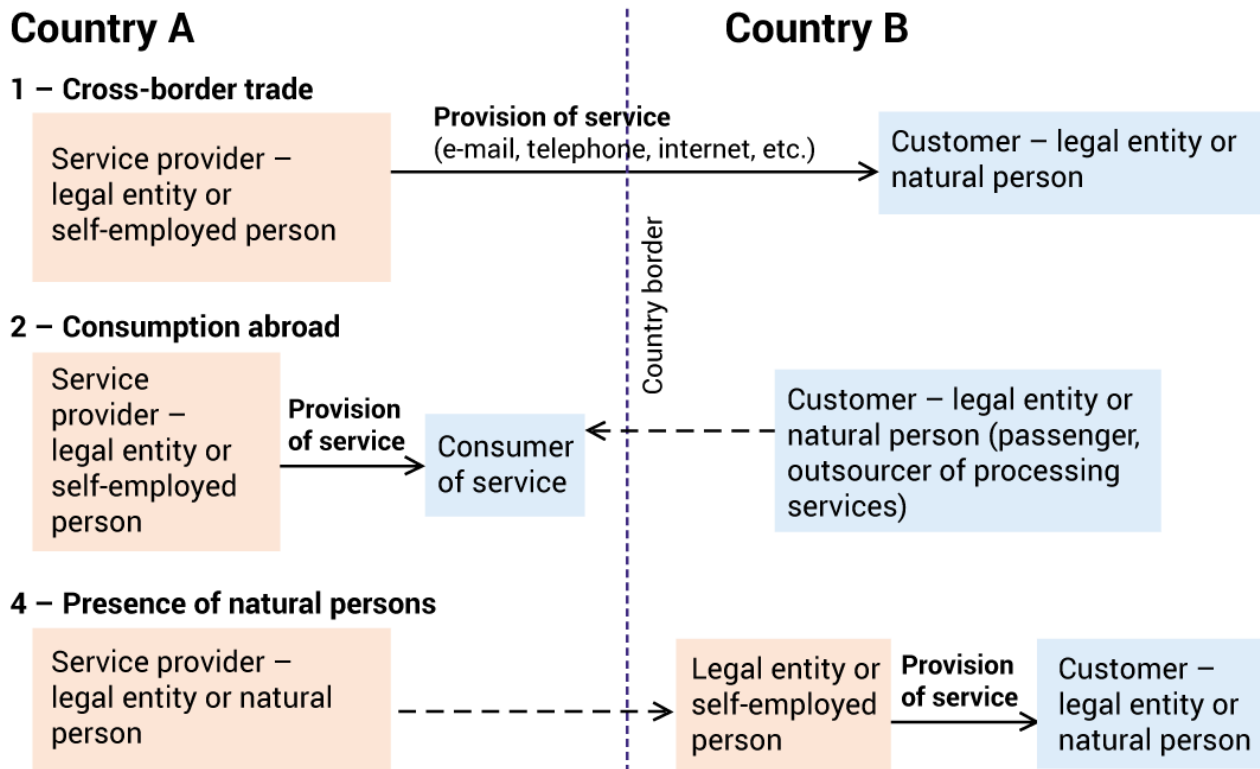 Country A
Country B
1 – Cross-border trade
Service provider –
legal entity or
self-employed person
Provision of service
(e-mail, telephone, internet, etc.)
Customer – legal entity or
natural person
Country border
2 – Consumption abroad
Service
provider –
legal entity or
self-employed
person
Provision
of service
Consumer
of service
Customer – legal entity or
natural person (passenger,
outsourcer of processing
services)
4 – Presence of natural persons
Service provider –
legal entity or natural
person
Legal entity or
self-employed
person
Provision
of service
Customer –
legal entity or
natural person